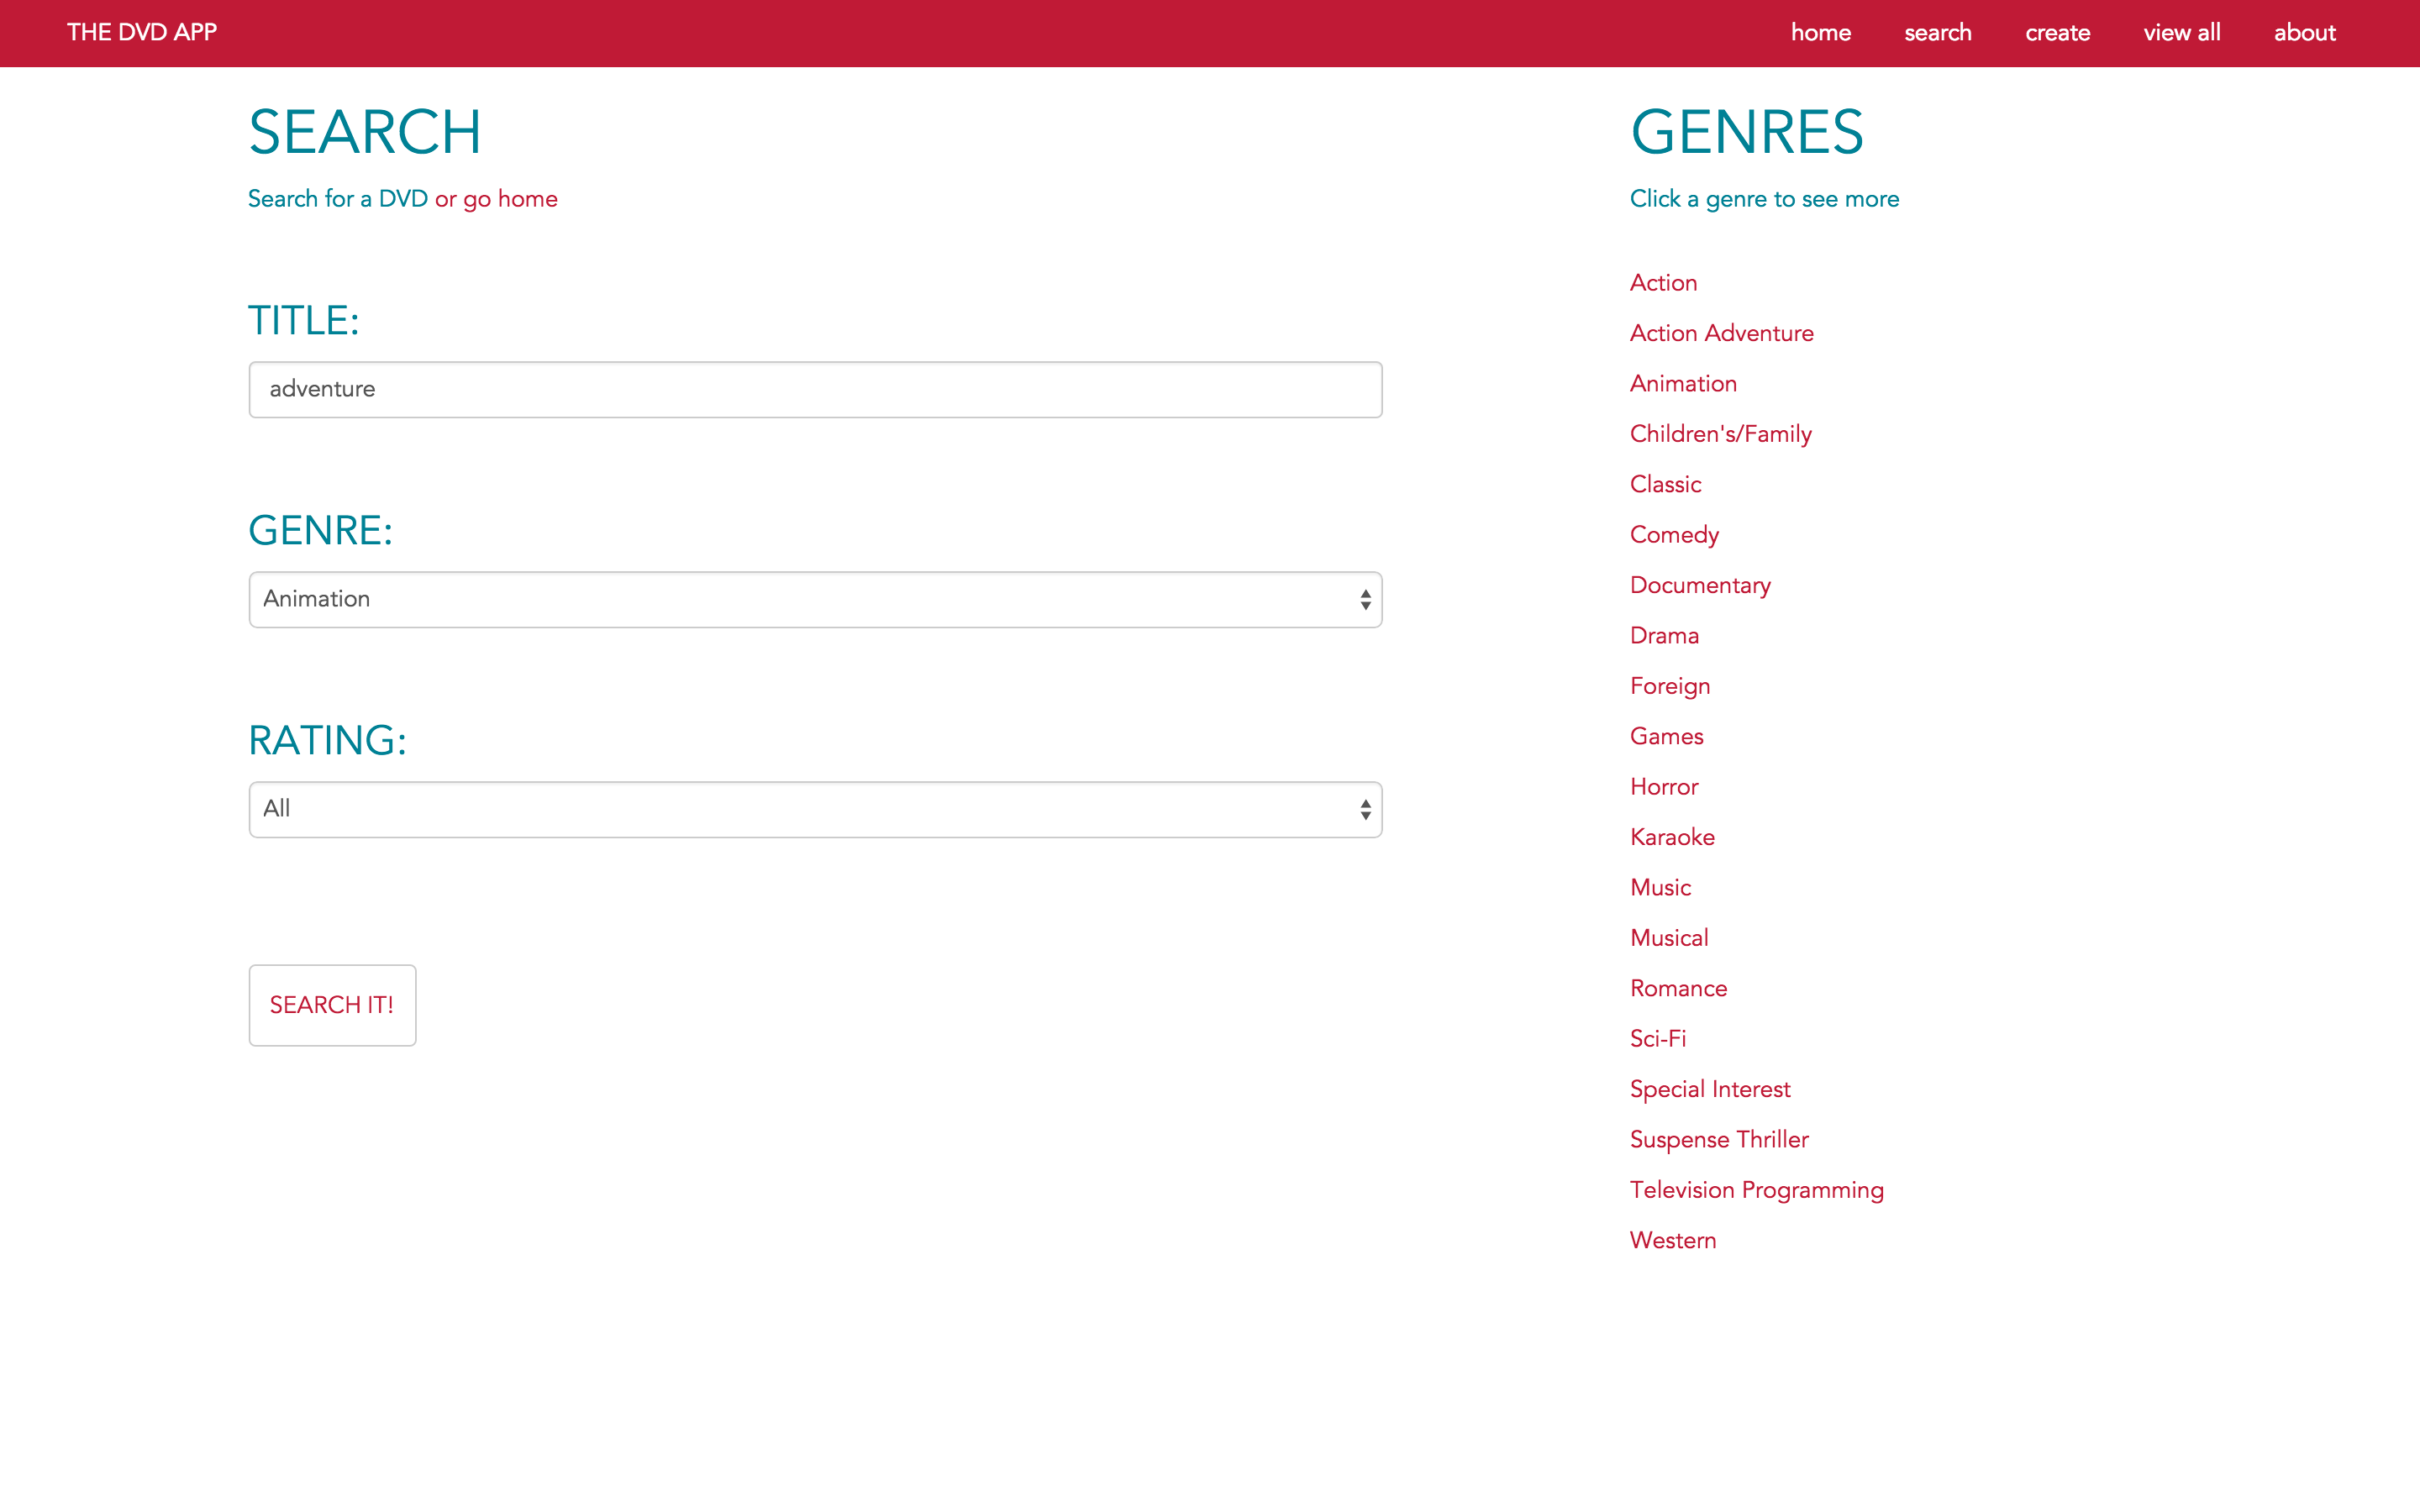 THE DVD APP home search create view all about
SEARCH
Search for a DVD or go home
TITLE:
adventure
GENRE:
Animation
RATING:
All
SEARCH IT!
GENRES
Click a genre to see more
Action
Action Adventure
Animation
Children's/Family
Classic
Comedy
Documentary
Drama
Foreign
Games
Horror
Karaoke
Music
Musical
Romance
Sci-Fi
Special Interest
Suspense Thriller
Television Programming
Western